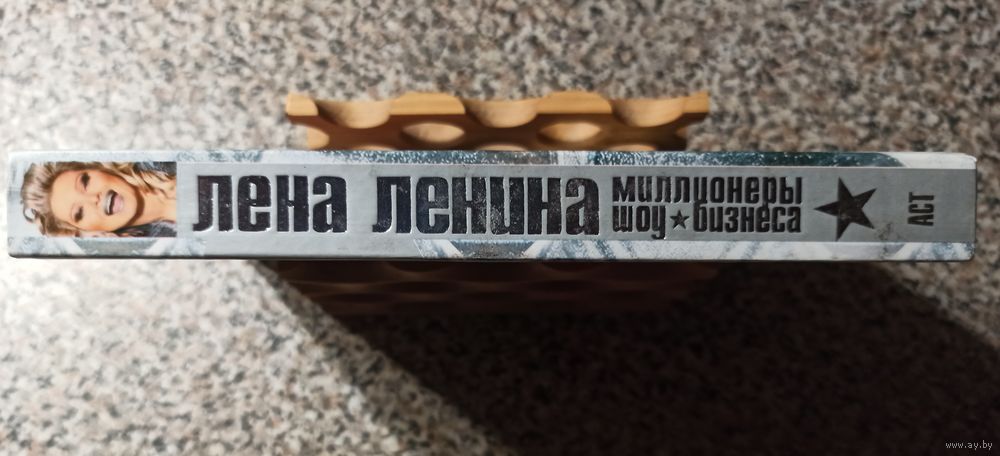 лена ленина
миллионеры
шоу★бизнеса
АСТ
www.ay.by